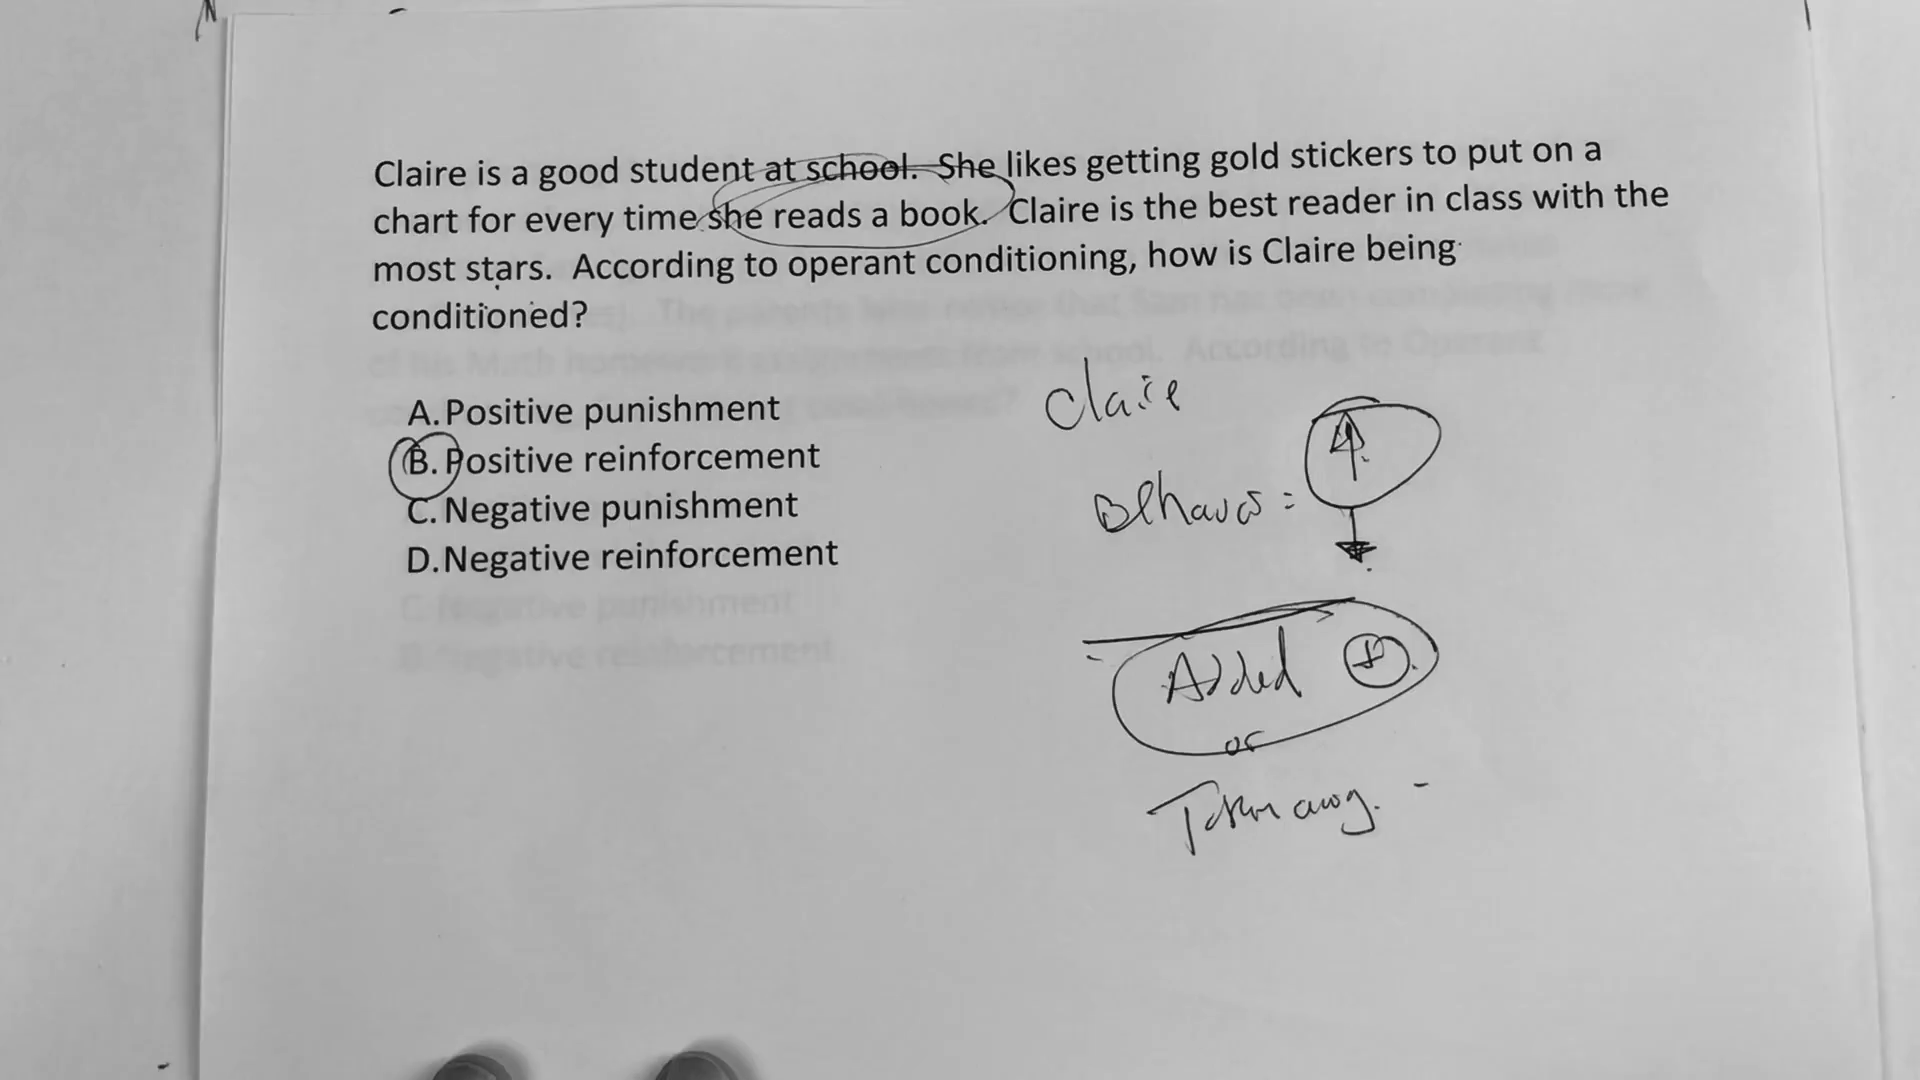 Claire is a good student at school. She likes getting gold stickers to put on a
chart for every time she reads a book. Claire is the best reader in class with the
most stars. According to operant conditioning, how is Claire being
conditioned?
A. Positive punishment
B. Positive reinforcement
C. Negative punishment
D. Negative reinforcement
Claire
=
Added +
or
away. -